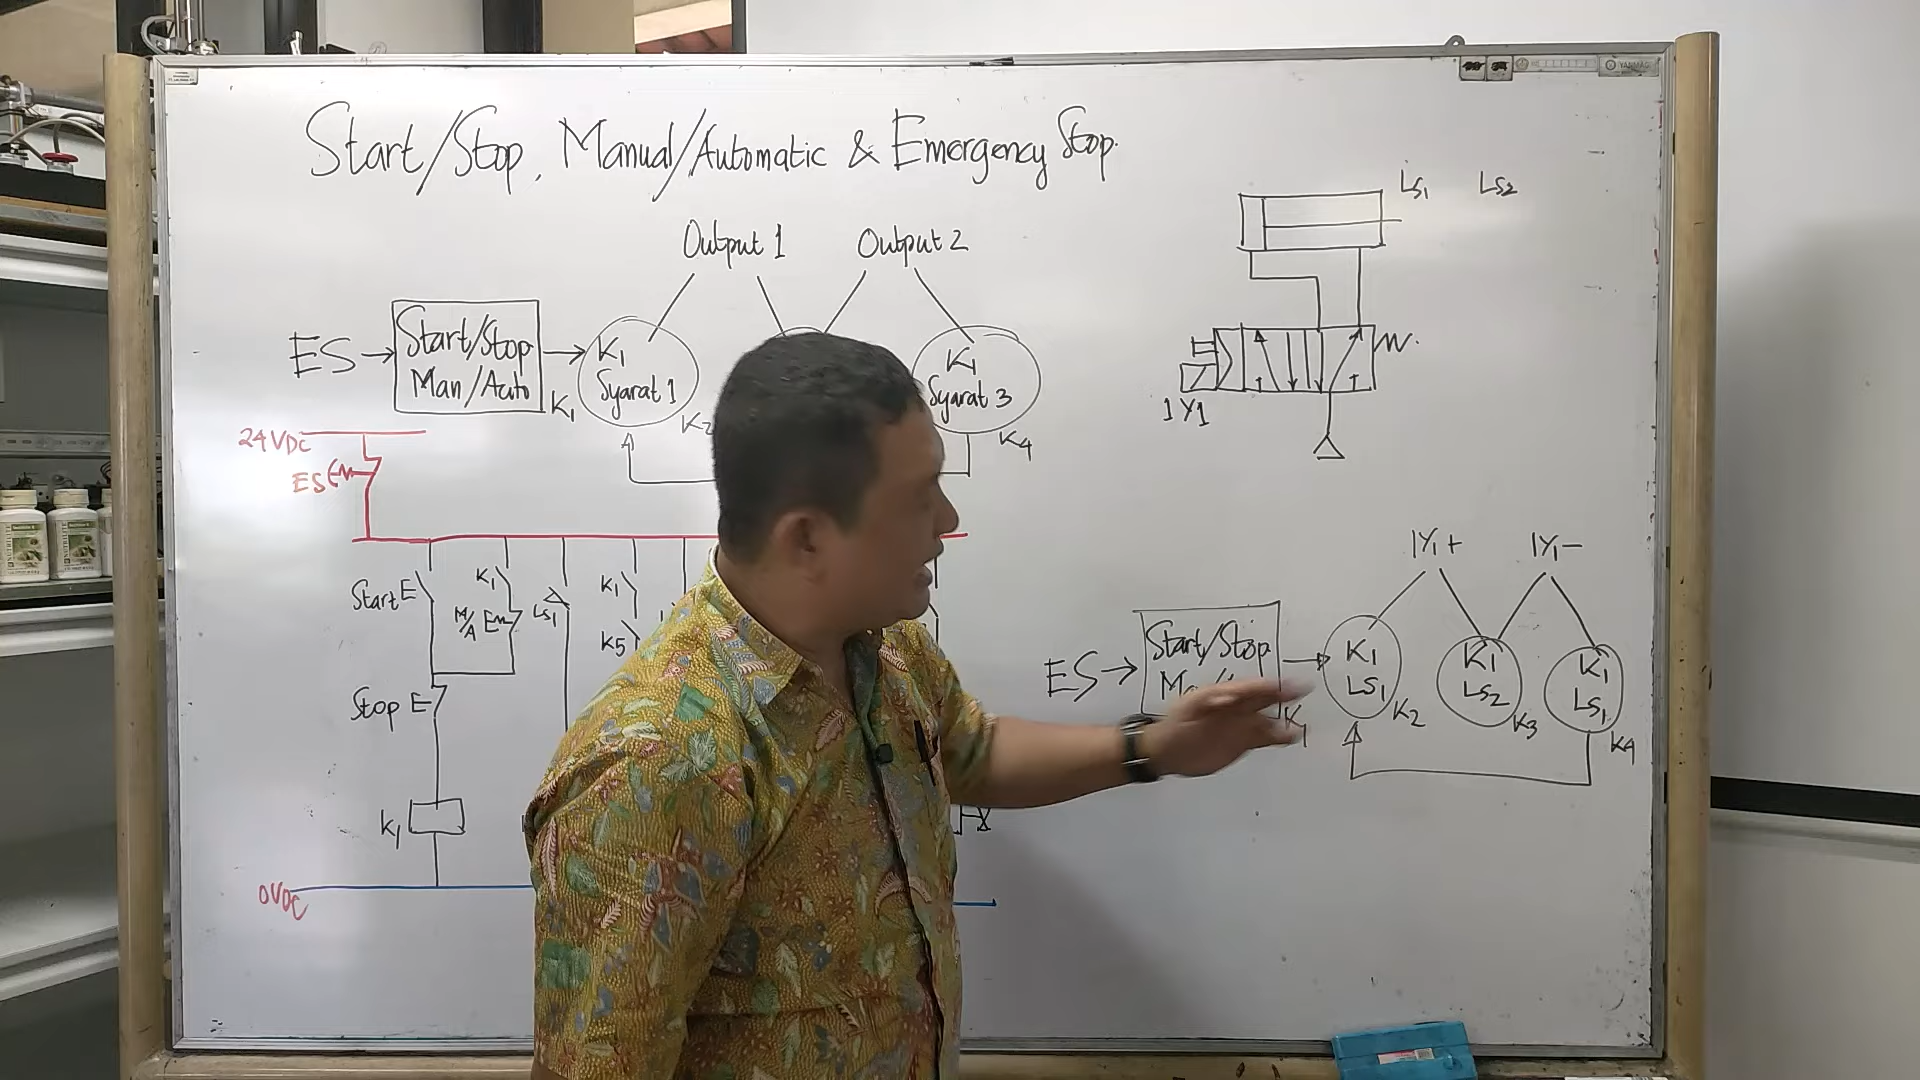 Start/Stop, Manual/Automatic & Emergency Stop.
Output 1
Output 2
ES
Start/Stop
Man/Auto
K1
K1
Syarat 1
K2
K1
Syarat 3
K4
24VDC
ES
Start
K1
M/A
LS1
K1
K5
Stop
K1
0VDC
LS1
LS2
1Y1
1Y1+
1Y1-
ES
Start/Stop
K1
K1
LS1
K2
K1
LS2
K3
K1
LS1
K4
YANMAR